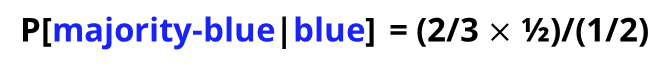 P[majority-blue|blue] = (2/3 × ½)/(1/2)